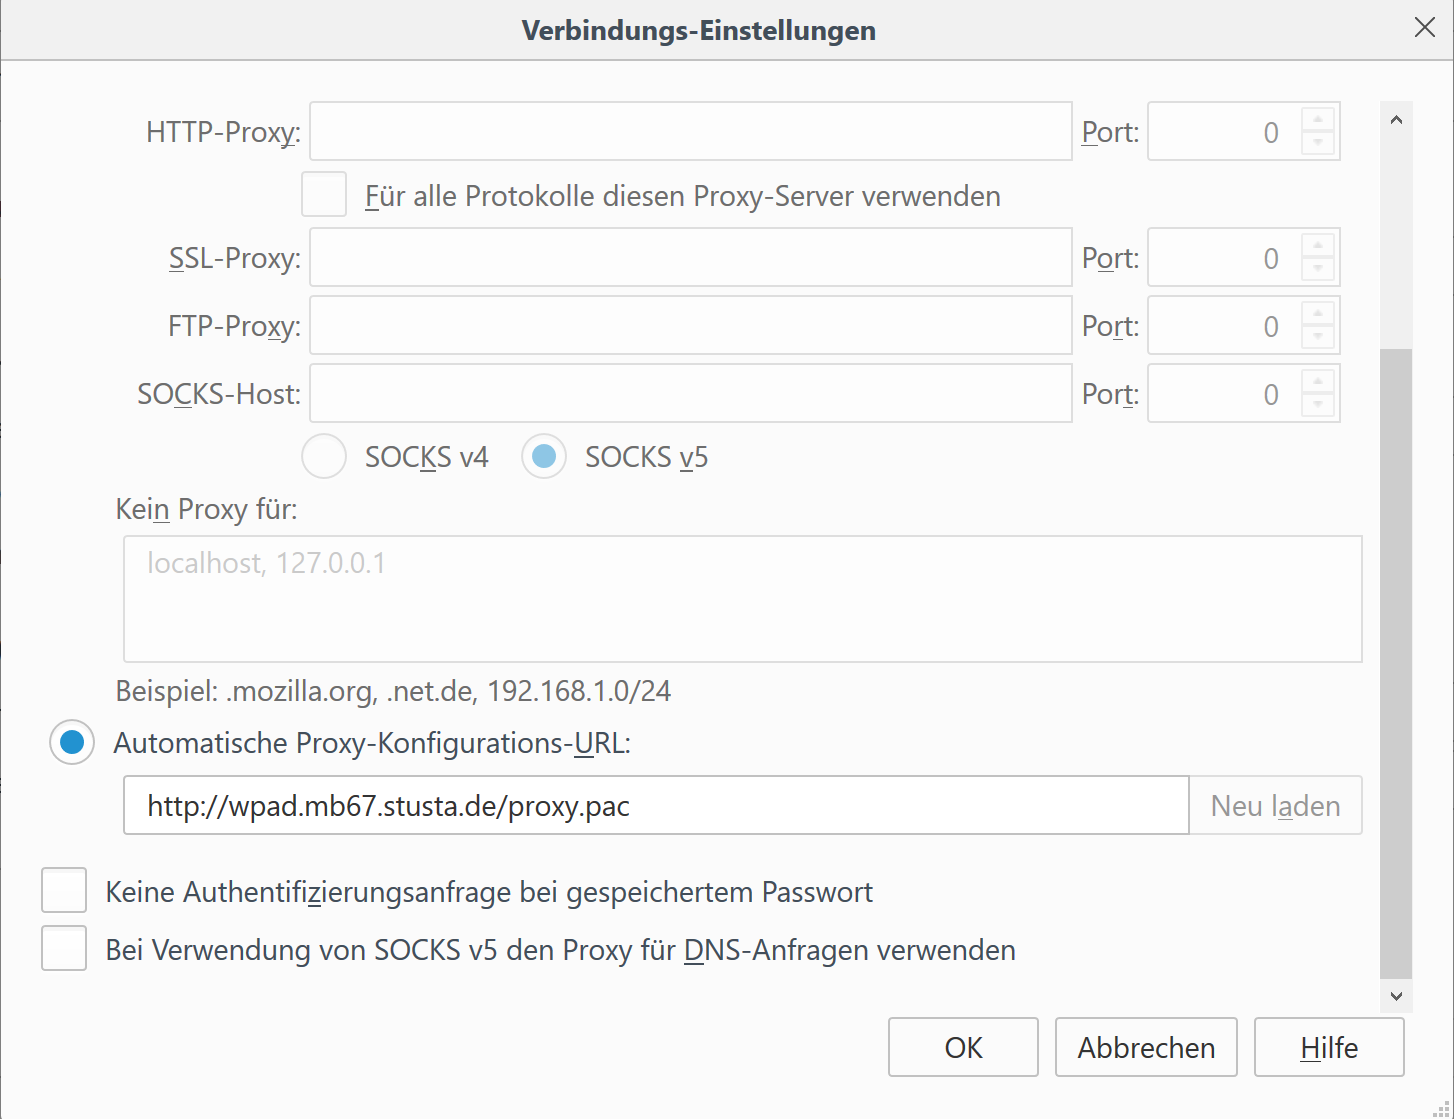 Verbindungs-Einstellungen
HTTP-Proxy: Port: 0
Für alle Protokolle diesen Proxy-Server verwenden
SSL-Proxy: Port: 0
FTP-Proxy: Port: 0
SOCKS-Host: Port: 0
SOCKS v4 SOCKS v5
Kein Proxy für:
localhost, 127.0.0.1
Beispiel: .mozilla.org, .net.de, 192.168.1.0/24
Automatische Proxy-Konfigurations-URL:
http://wpad.mb67.stusta.de/proxy.pac Neu laden
Keine Authentifizierungsanfrage bei gespeichertem Passwort
Bei Verwendung von SOCKS v5 den Proxy für DNS-Anfragen verwenden
OK Abbrechen Hilfe